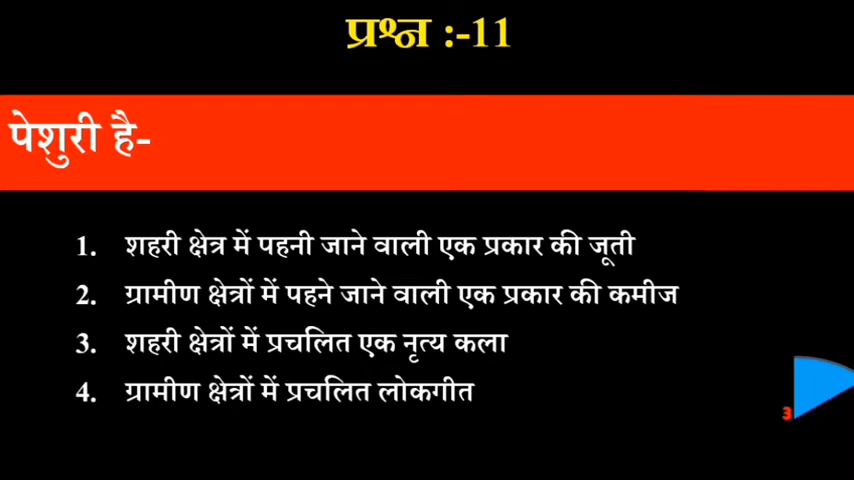 प्रश्न :-11
पेशुरी है-
1. शहरी क्षेत्र में पहनी जाने वाली एक प्रकार की जूती
2. ग्रामीण क्षेत्रों में पहने जाने वाली एक प्रकार की कमीज
3. शहरी क्षेत्रों में प्रचलित एक नृत्य कला
4. ग्रामीण क्षेत्रों में प्रचलित लोकगीत
3